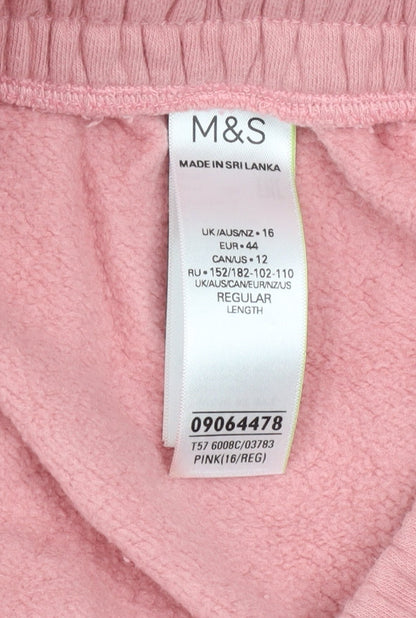 M&S
MADE IN SRI LANKA
UK/AUS/NZ • 16
EUR • 44
CAN/US • 12
RU • 152/182-102-110
UK/AUS/CAN/EUR/NZ/US
REGULAR
LENGTH
09064478
T57 6008C/03783
PINK(16/REG)